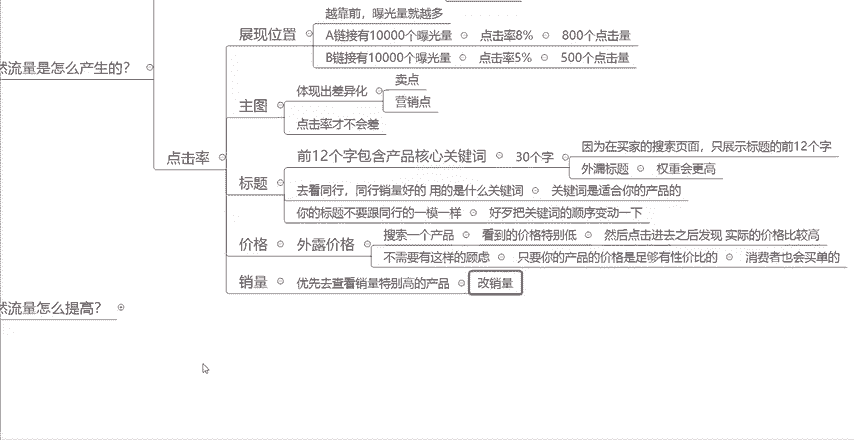 越靠前，曝光量就越多
展现位置
A链接有10000个曝光量 点击率8% 800个点击量
B链接有10000个曝光量 点击率5% 500个点击量
然流量是怎么产生的？
卖点
体现出差异化
主图
营销点
点击率才不会差
因为在买家的搜索页面，只展示标题的前12个字
点击率
前12个字包含产品核心关键词 30个字
外漏标题 权重会更高
标题
去看同行，同行销量好的 用的是什么关键词 关键词是适合你的产品的
你的标题不要跟同行的一模一样 好歹把关键词的顺序变动一下
搜索一个产品 看到的价格特别低 然后点击进去之后发现 实际的价格比较高
价格 外露价格
不需要有这样的顾虑 只要你的产品的价格是足够有性价比的 消费者也会买单的
销量 优先去查看销量特别高的产品 改销量
然流量怎么提高？